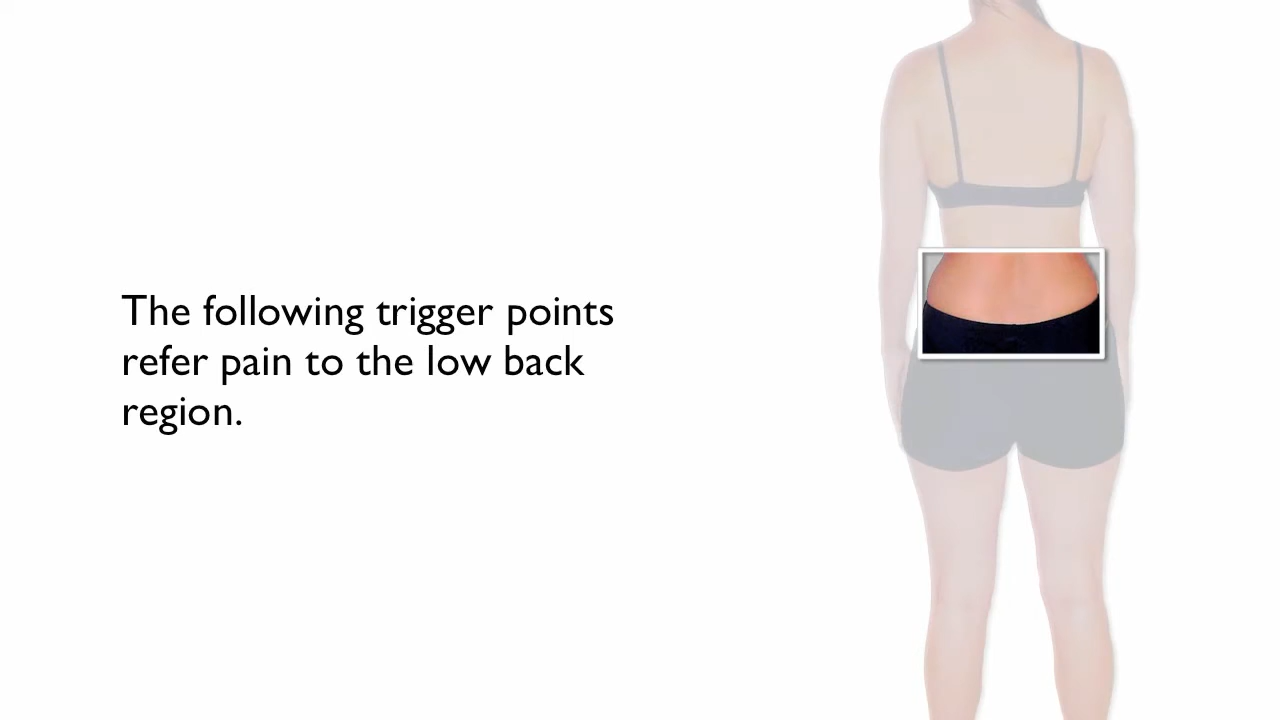 The following trigger points
refer pain to the low back
region.